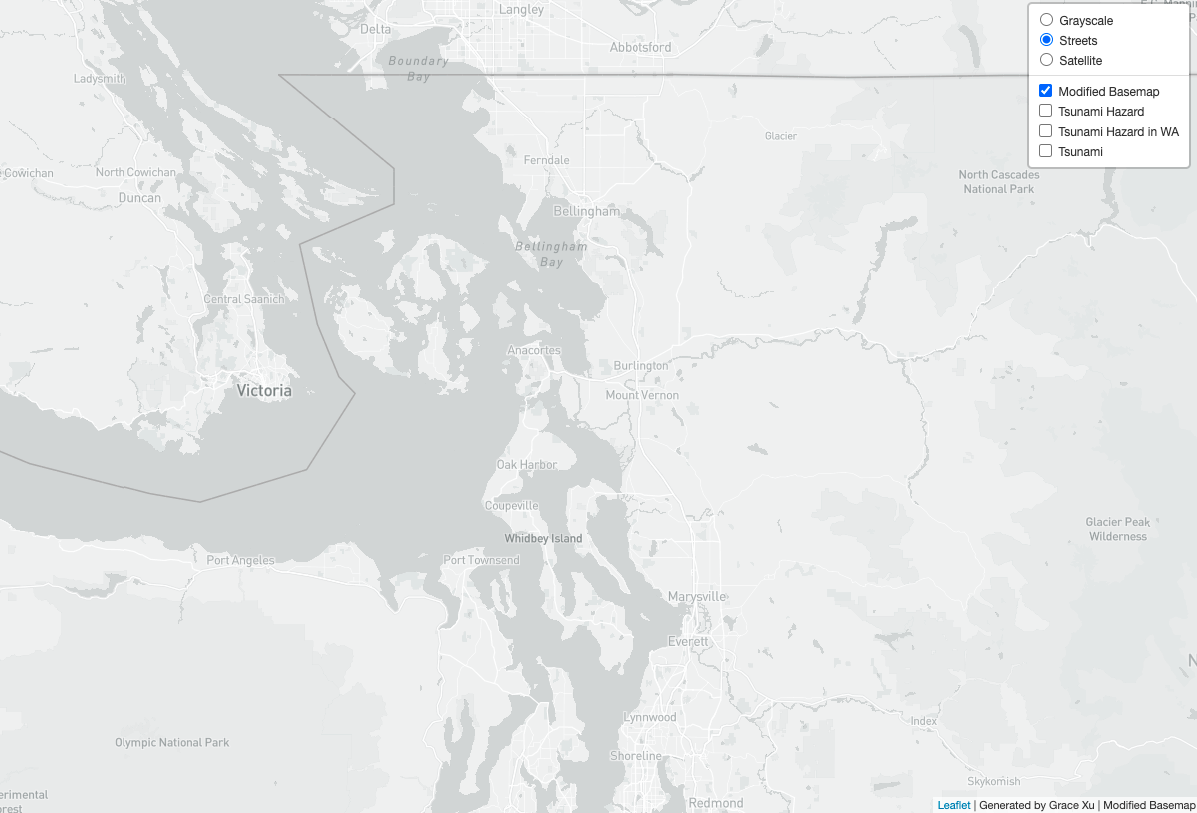 Langley
Delta
Abbotsford
Boundary
Bay
Ladysmith
Grayscale
Streets
Satellite
Modified Basemap
Tsunami Hazard
Tsunami Hazard in WA
Tsunami
Glacier
Ferndale
Cowichan
North Cowichan
Duncan
North Cascades
National Park
Bellingham
Bellingham
Bay
Central Saanich
Anacortes
Burlington
Victoria
Mount Vernon
Oak Harbor
Coupeville
Whidbey Island
Glacier Peak
Wilderness
Port Angeles
Port Townsend
Marysville
Everett
N
Lynnwood
Index
Olympic National Park
Shoreline
Skykomish
erimental
rest
Redmond
Leaflet | Generated by Grace Xu | Modified Basemap